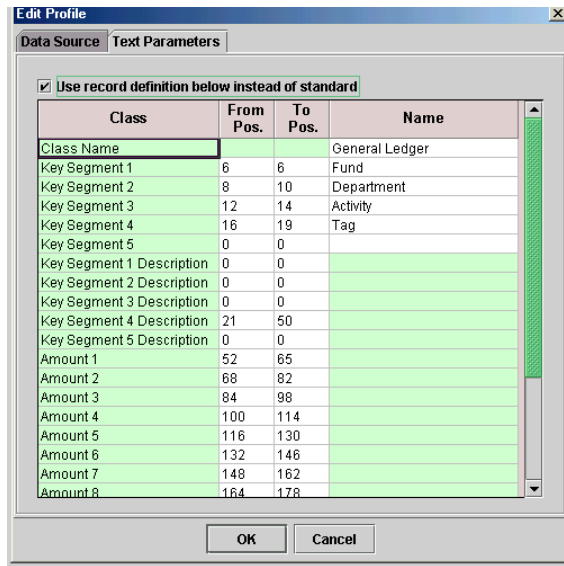 Edit Profile
Data Source Text Parameters
Use record definition below instead of standard
Class From Pos. To Pos. Name
Class Name General Ledger
Key Segment 1 6 6 Fund
Key Segment 2 8 10 Department
Key Segment 3 12 14 Activity
Key Segment 4 16 19 Tag
Key Segment 5 0 0
Key Segment 1 Description 0 0
Key Segment 2 Description 0 0
Key Segment 3 Description 0 0
Key Segment 4 Description 21 50
Key Segment 5 Description 0 0
Amount 1 52 65
Amount 2 68 82
Amount 3 84 98
Amount 4 100 114
Amount 5 116 130
Amount 6 132 146
Amount 7 148 162
Amount 8 164 178
OK Cancel